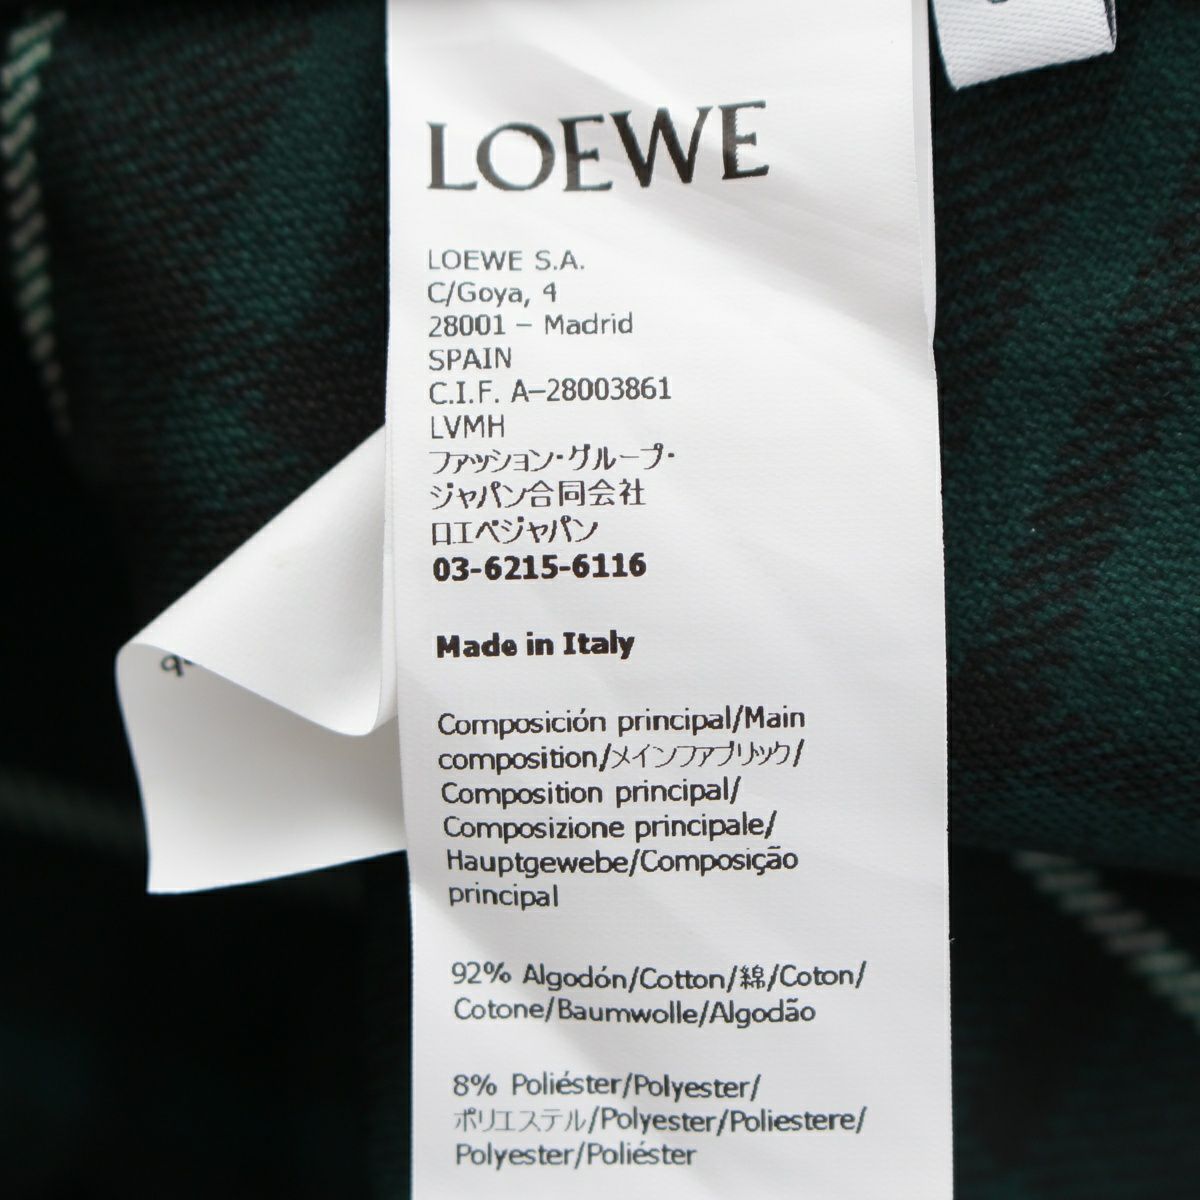 LOEWE
LOEWE S.A.
C/Goya, 4
28001 – Madrid
SPAIN
C.I.F. A–28003861
LVMH
ファッション・グループ・
ジャパン合同会社
ロエベジャパン
03-6215-6116
Made in Italy
Composición principal/Main
composition/メインファブリック/
Composition principal/
Composizione principale/
Hauptgewebe/Composição
principal
92% Algodón/Cotton/綿/Coton/
Cotone/Baumwolle/Algodão
8% Poliéster/Polyester/
ポリエステル/Polyester/Poliestere/
Polyester/Poliéster